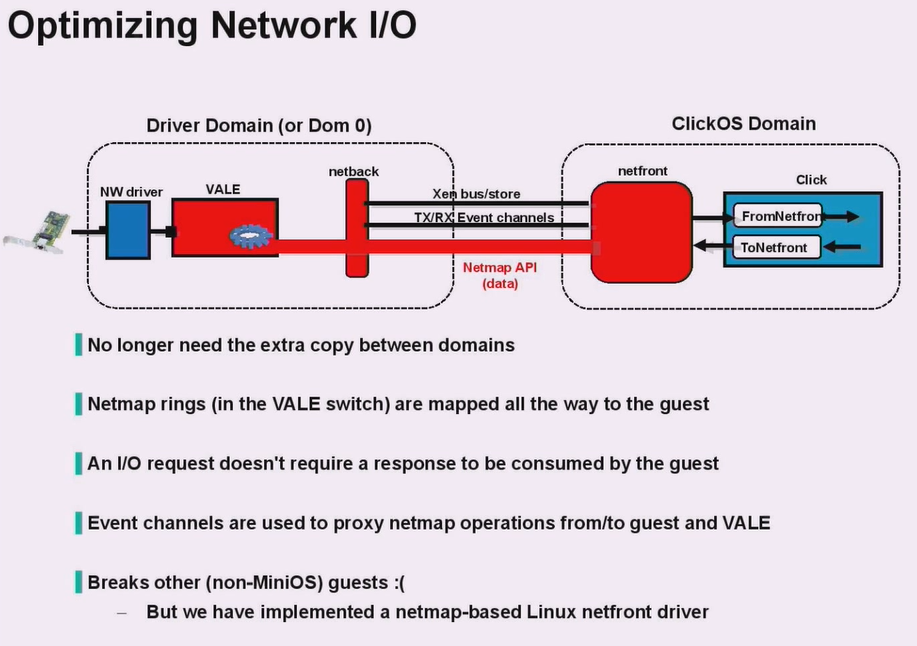 Optimizing Network I/O
Driver Domain (or Dom 0)
ClickOS Domain
NW driver
VALE
netback
netfront
Click
Xen bus/store
TX/RX Event channels
FromNetfron
ToNetfront
Netmap API
(data)
No longer need the extra copy between domains
Netmap rings (in the VALE switch) are mapped all the way to the guest
An I/O request doesn't require a response to be consumed by the guest
Event channels are used to proxy netmap operations from/to guest and VALE
Breaks other (non-MiniOS) guests :(
– But we have implemented a netmap-based Linux netfront driver